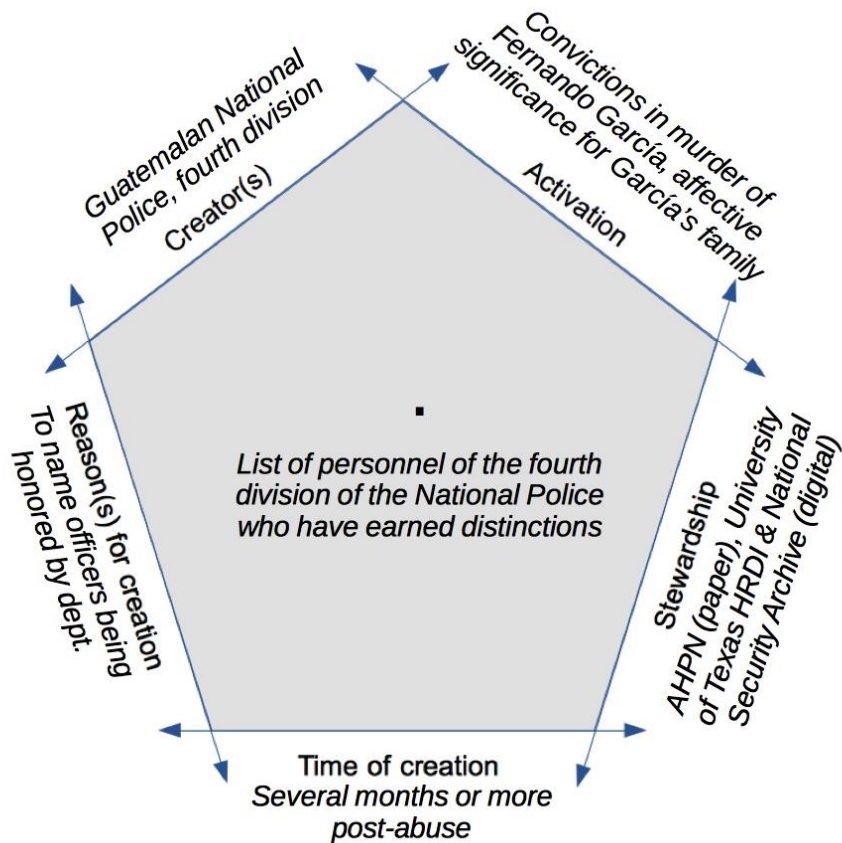 Guatemalan National
Police, fourth division
Creator(s)
Convictions in murder of
Fernando García, affective
significance for García's family
Activation
List of personnel of the fourth
division of the National Police
who have earned distinctions
Reason(s) for creation
To name officers being
honored by dept.
Stewardship
AHPN (paper), University
of Texas HRDI & National
Security Archive (digital)
Time of creation
Several months or more
post-abuse